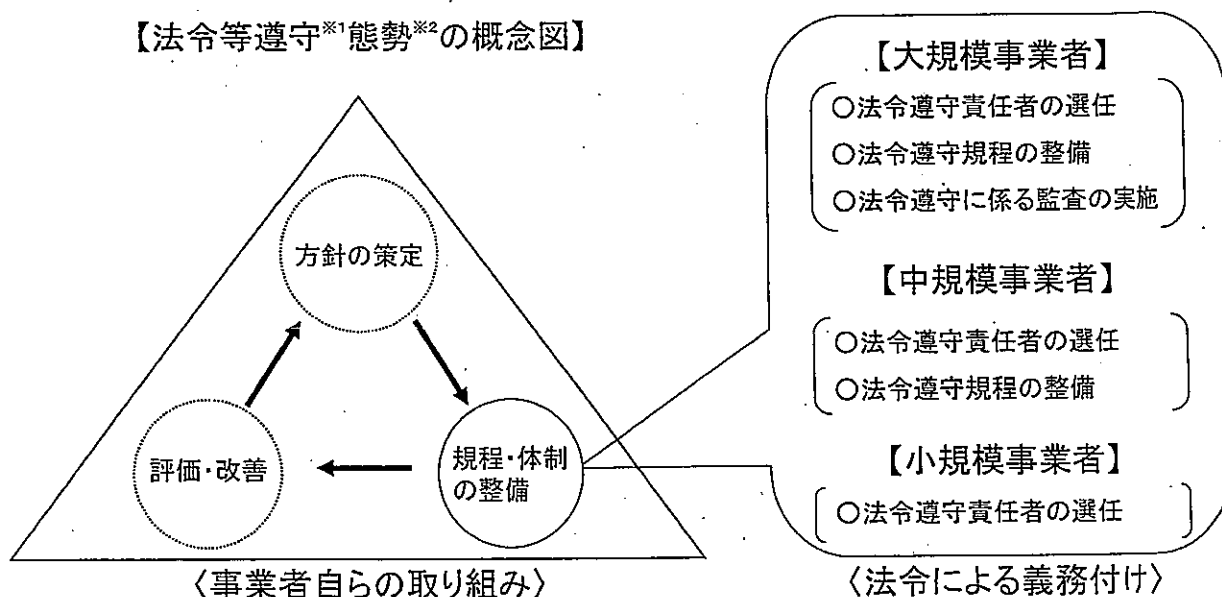 【法令等遵守※1態勢※2の概念図】
方針の策定
評価・改善
規程・体制
の整備
〈事業者自らの取り組み〉
【大規模事業者】
○法令遵守責任者の選任
○法令遵守規程の整備
○法令遵守に係る監査の実施
【中規模事業者】
○法令遵守責任者の選任
○法令遵守規程の整備
【小規模事業者】
○法令遵守責任者の選任
〈法令による義務付け〉